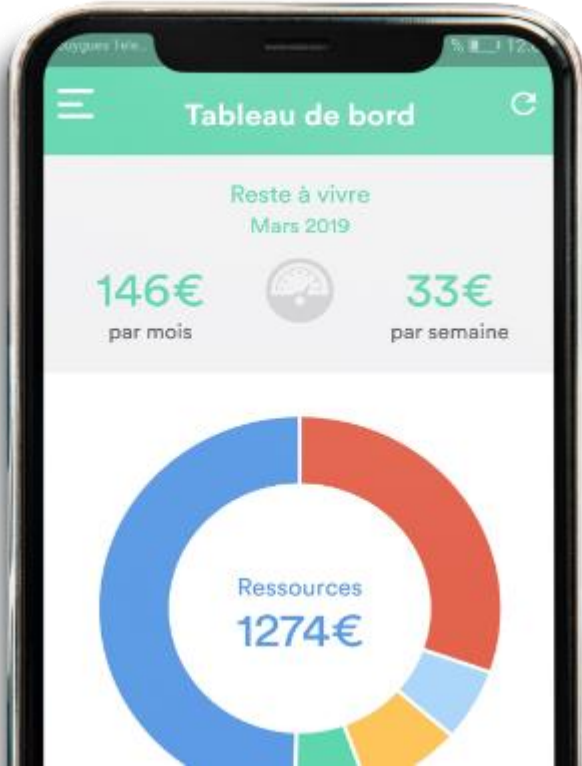 Tableau de bord
Reste à vivre
Mars 2019
146€
33€
par mois
par semaine
Ressources
1274€